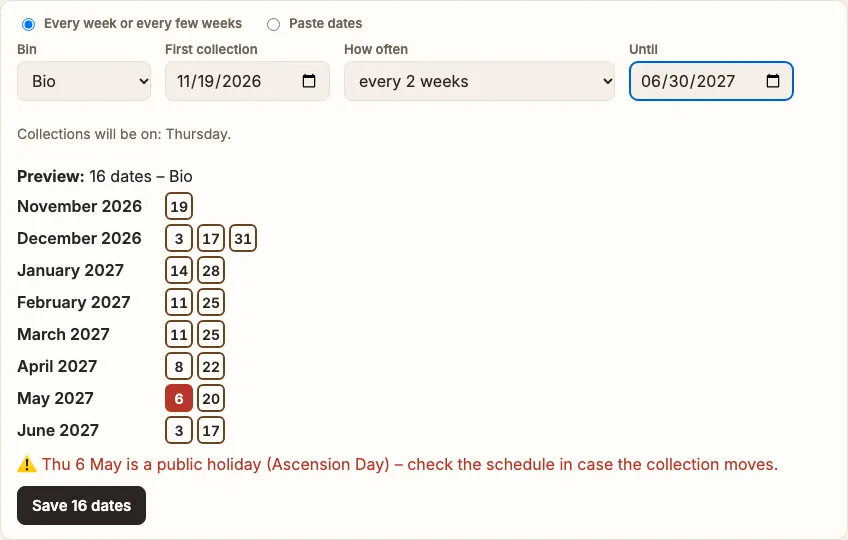 Every week or every few weeks Paste dates
Bin First collection How often Until
Bio 11/19/2026 every 2 weeks 06/30/2027
Collections will be on: Thursday.
Preview: 16 dates – Bio
November 2026 19
December 2026 3 17 31
January 2027 14 28
February 2027 11 25
March 2027 11 25
April 2027 8 22
May 2027 6 20
June 2027 3 17
⚠️ Thu 6 May is a public holiday (Ascension Day) – check the schedule in case the collection moves.
Save 16 dates